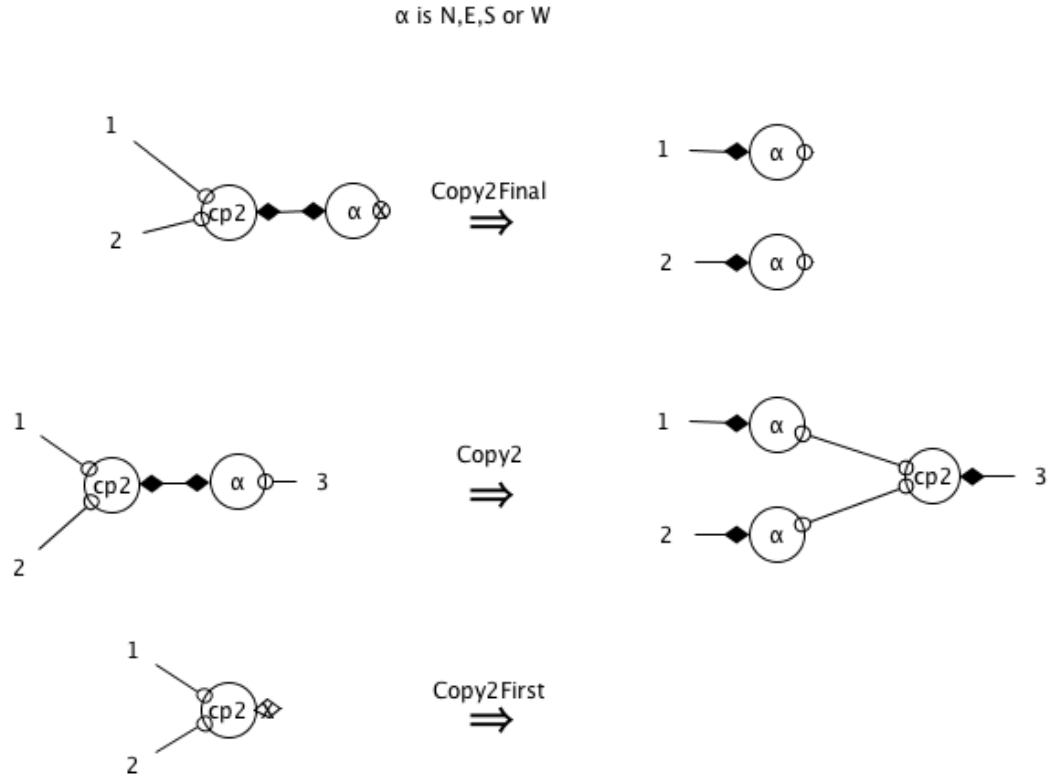 α is N,E,S or W
1
2
cp2
α
Copy2Final
⇒
1
α
2
α
1
2
cp2
α
3
Copy2
⇒
1
α
2
α
cp2
3
1
2
cp2
Copy2First
⇒